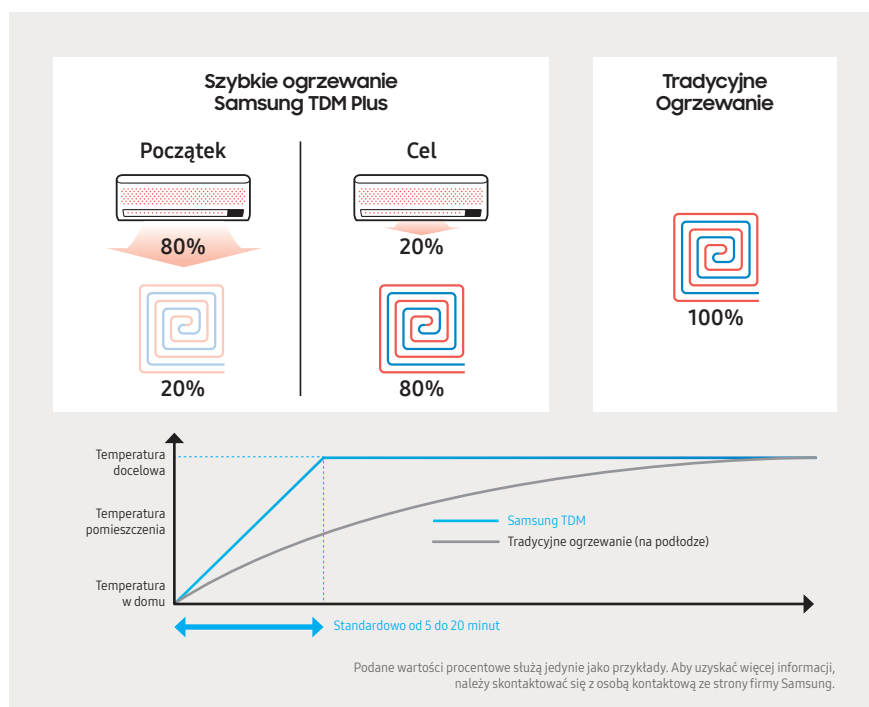 Szybkie ogrzewanie
Samsung TDM Plus
Początek
Cel
80%
20%
20%
80%
Tradycyjne
Ogrzewanie
100%
Temperatura
docelowa
Temperatura
pomieszczenia
Temperatura
w domu
Samsung TDM
Tradycyjne ogrzewanie (na podłodze)
Standardowo od 5 do 20 minut
Podane wartości procentowe służą jedynie jako przykłady. Aby uzyskać więcej informacji,
należy skontaktować się z osobą kontaktową ze strony firmy Samsung.